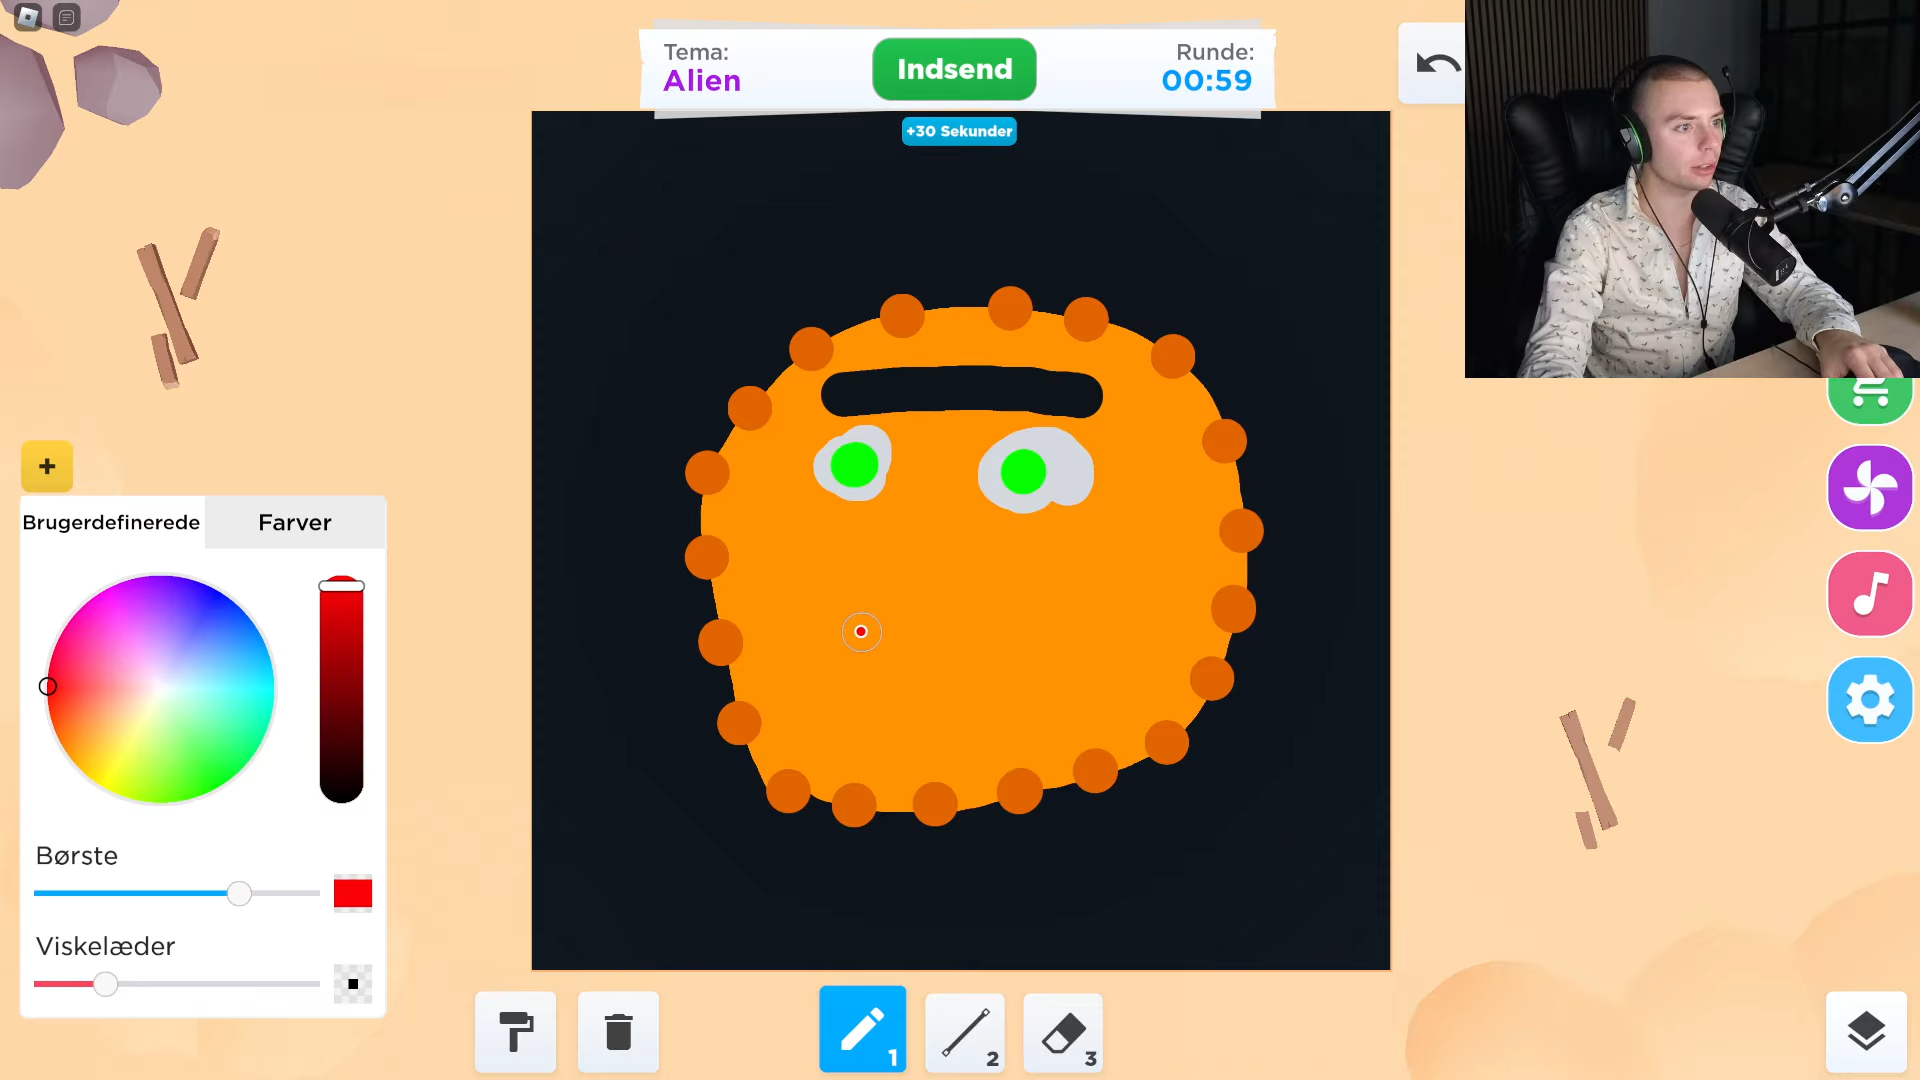 Tema:
Alien
Indsend
Runde:
00:59
+30 Sekunder
+
Brugerdefinerede
Farver
Børste
Viskelæder
1
2
3